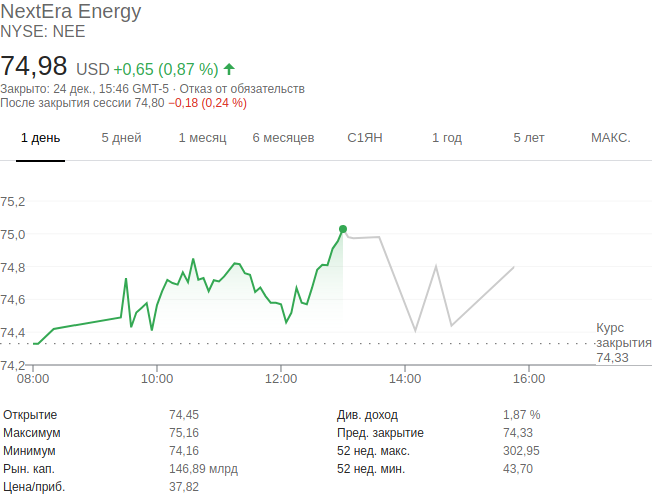 NextEra Energy
NYSE: NEE
74,98 USD +0,65 (0,87 %)
Закрыто: 24 дек., 15:46 GMT-5 · Отказ от обязательств
После закрытия сессии 74,80 −0,18 (0,24 %)
1 день 5 дней 1 месяц 6 месяцев С1ЯН 1 год 5 лет МАКС.
75,2
75,0
74,8
74,6
74,4
74,2
Курс
закрытия
74,33
08:00 10:00 12:00 14:00 16:00
Открытие 74,45 Див. доход 1,87 %
Максимум 75,16 Пред. закрытие 74,33
Минимум 74,16 52 нед. макс. 302,95
Рын. кап. 146,89 млрд 52 нед. мин. 43,70
Цена/приб. 37,82